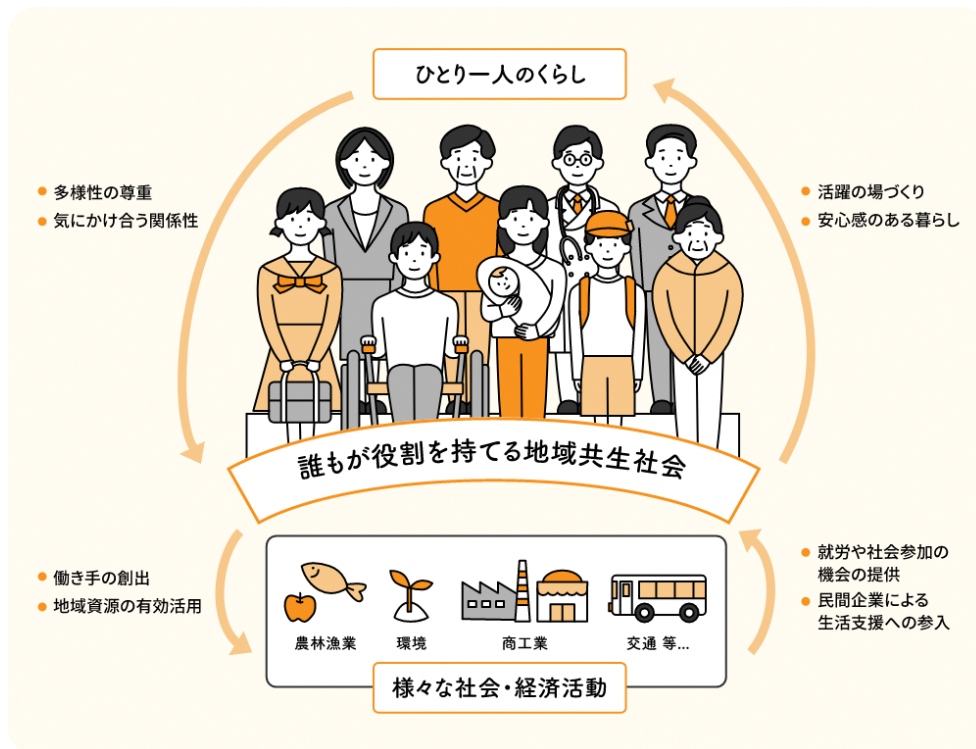 ひとり一人のくらし
多様性の尊重
気にかけ合う関係性
活躍の場づくり
安心感のある暮らし
誰もが役割を持てる地域共生社会
働き手の創出
地域資源の有効活用
就労や社会参加の
機会の提供
民間企業による
生活支援への参入
農林漁業
環境
商工業
交通 等...
様々な社会・経済活動